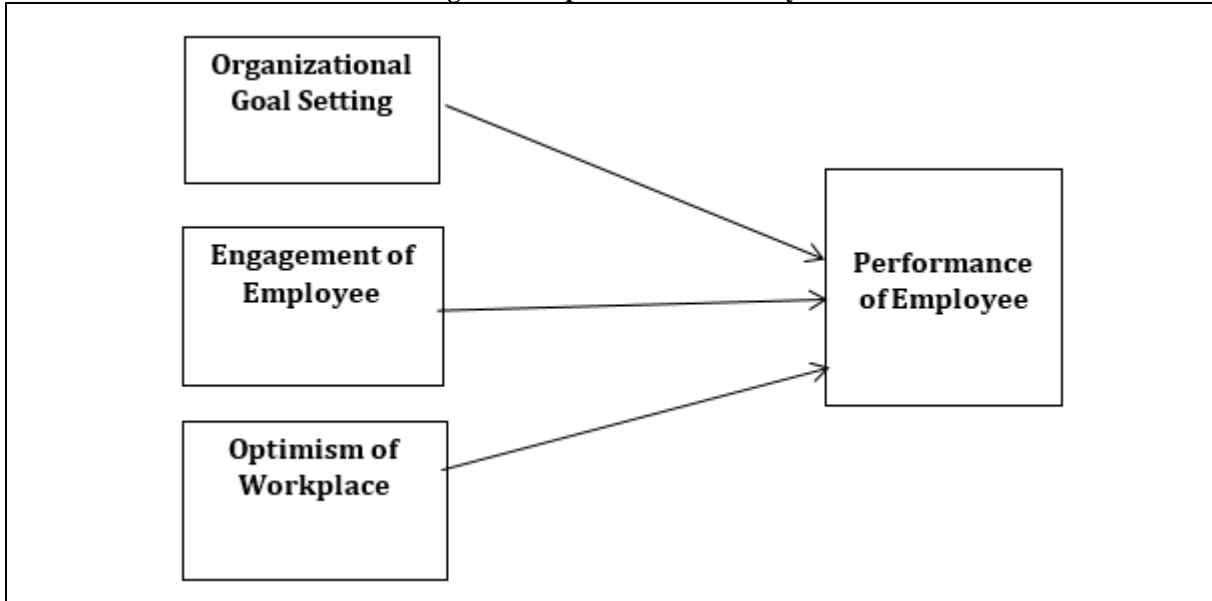 Organizational
Goal Setting
Engagement of
Employee
Performance
of Employee
Optimism of
Workplace